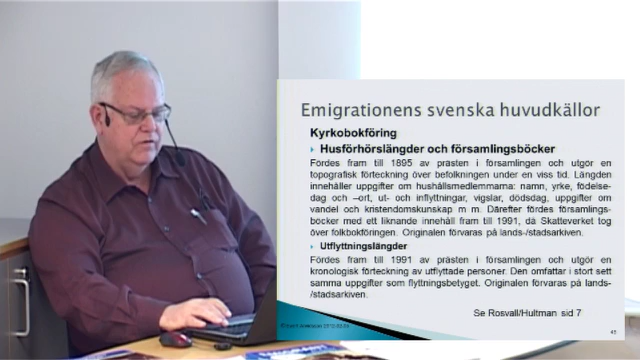 Emigrationens svenska huvudkällor
Kyrkobokföring
Husförhörslängder och församlingsböcker
Fördes fram till 1895 av prästen i församlingen och utgör en
topografisk förteckning över befolkningen under en viss tid. Längden
innehåller uppgifter om hushållsmedlemmarna: namn, yrke, födelse-
dag och –ort, ut- och inflyttningar, vigslar, dödsdag, uppgifter om
vandel och kristendomskunskap m m. Därefter fördes församlings-
böcker med ett liknande innehåll fram till 1991, då Skatteverket tog
över folkbokföringen. Originalen förvaras på lands-/stadsarkiven.
Utflyttningslängder
Fördes fram till 1991 av prästen i församlingen och utgör en
kronologisk förteckning av utflyttade personer. Den omfattar i stort sett
samma uppgifter som flyttningsbetyget. Originalen förvaras på lands-
/stadsarkiven.
Se Rosvall/Hultman sid 7